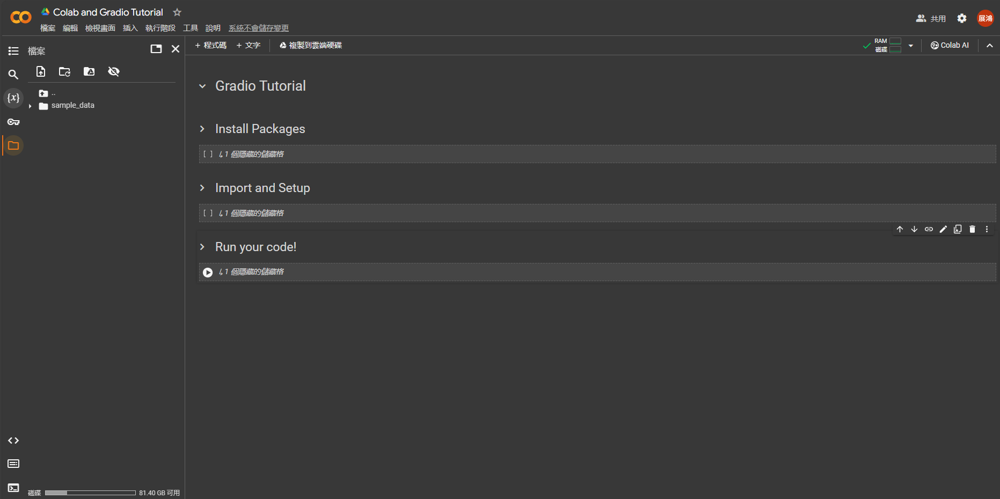 Colab and Gradio Tutorial
檔案 編輯 檢視畫面 插入 執行階段 工具 說明 系統不會儲存變更
共用
展鴻
檔案
+ 程式碼 + 文字 複製到雲端硬碟
RAM
磁碟
Colab AI
{x}
..
sample_data
Gradio Tutorial
Install Packages
[ ] ↳ 1 個隱藏的儲藏格
Import and Setup
[ ] ↳ 1 個隱藏的儲藏格
Run your code!
↳ 1 個隱藏的儲藏格
磁碟 81.40 GB 可用